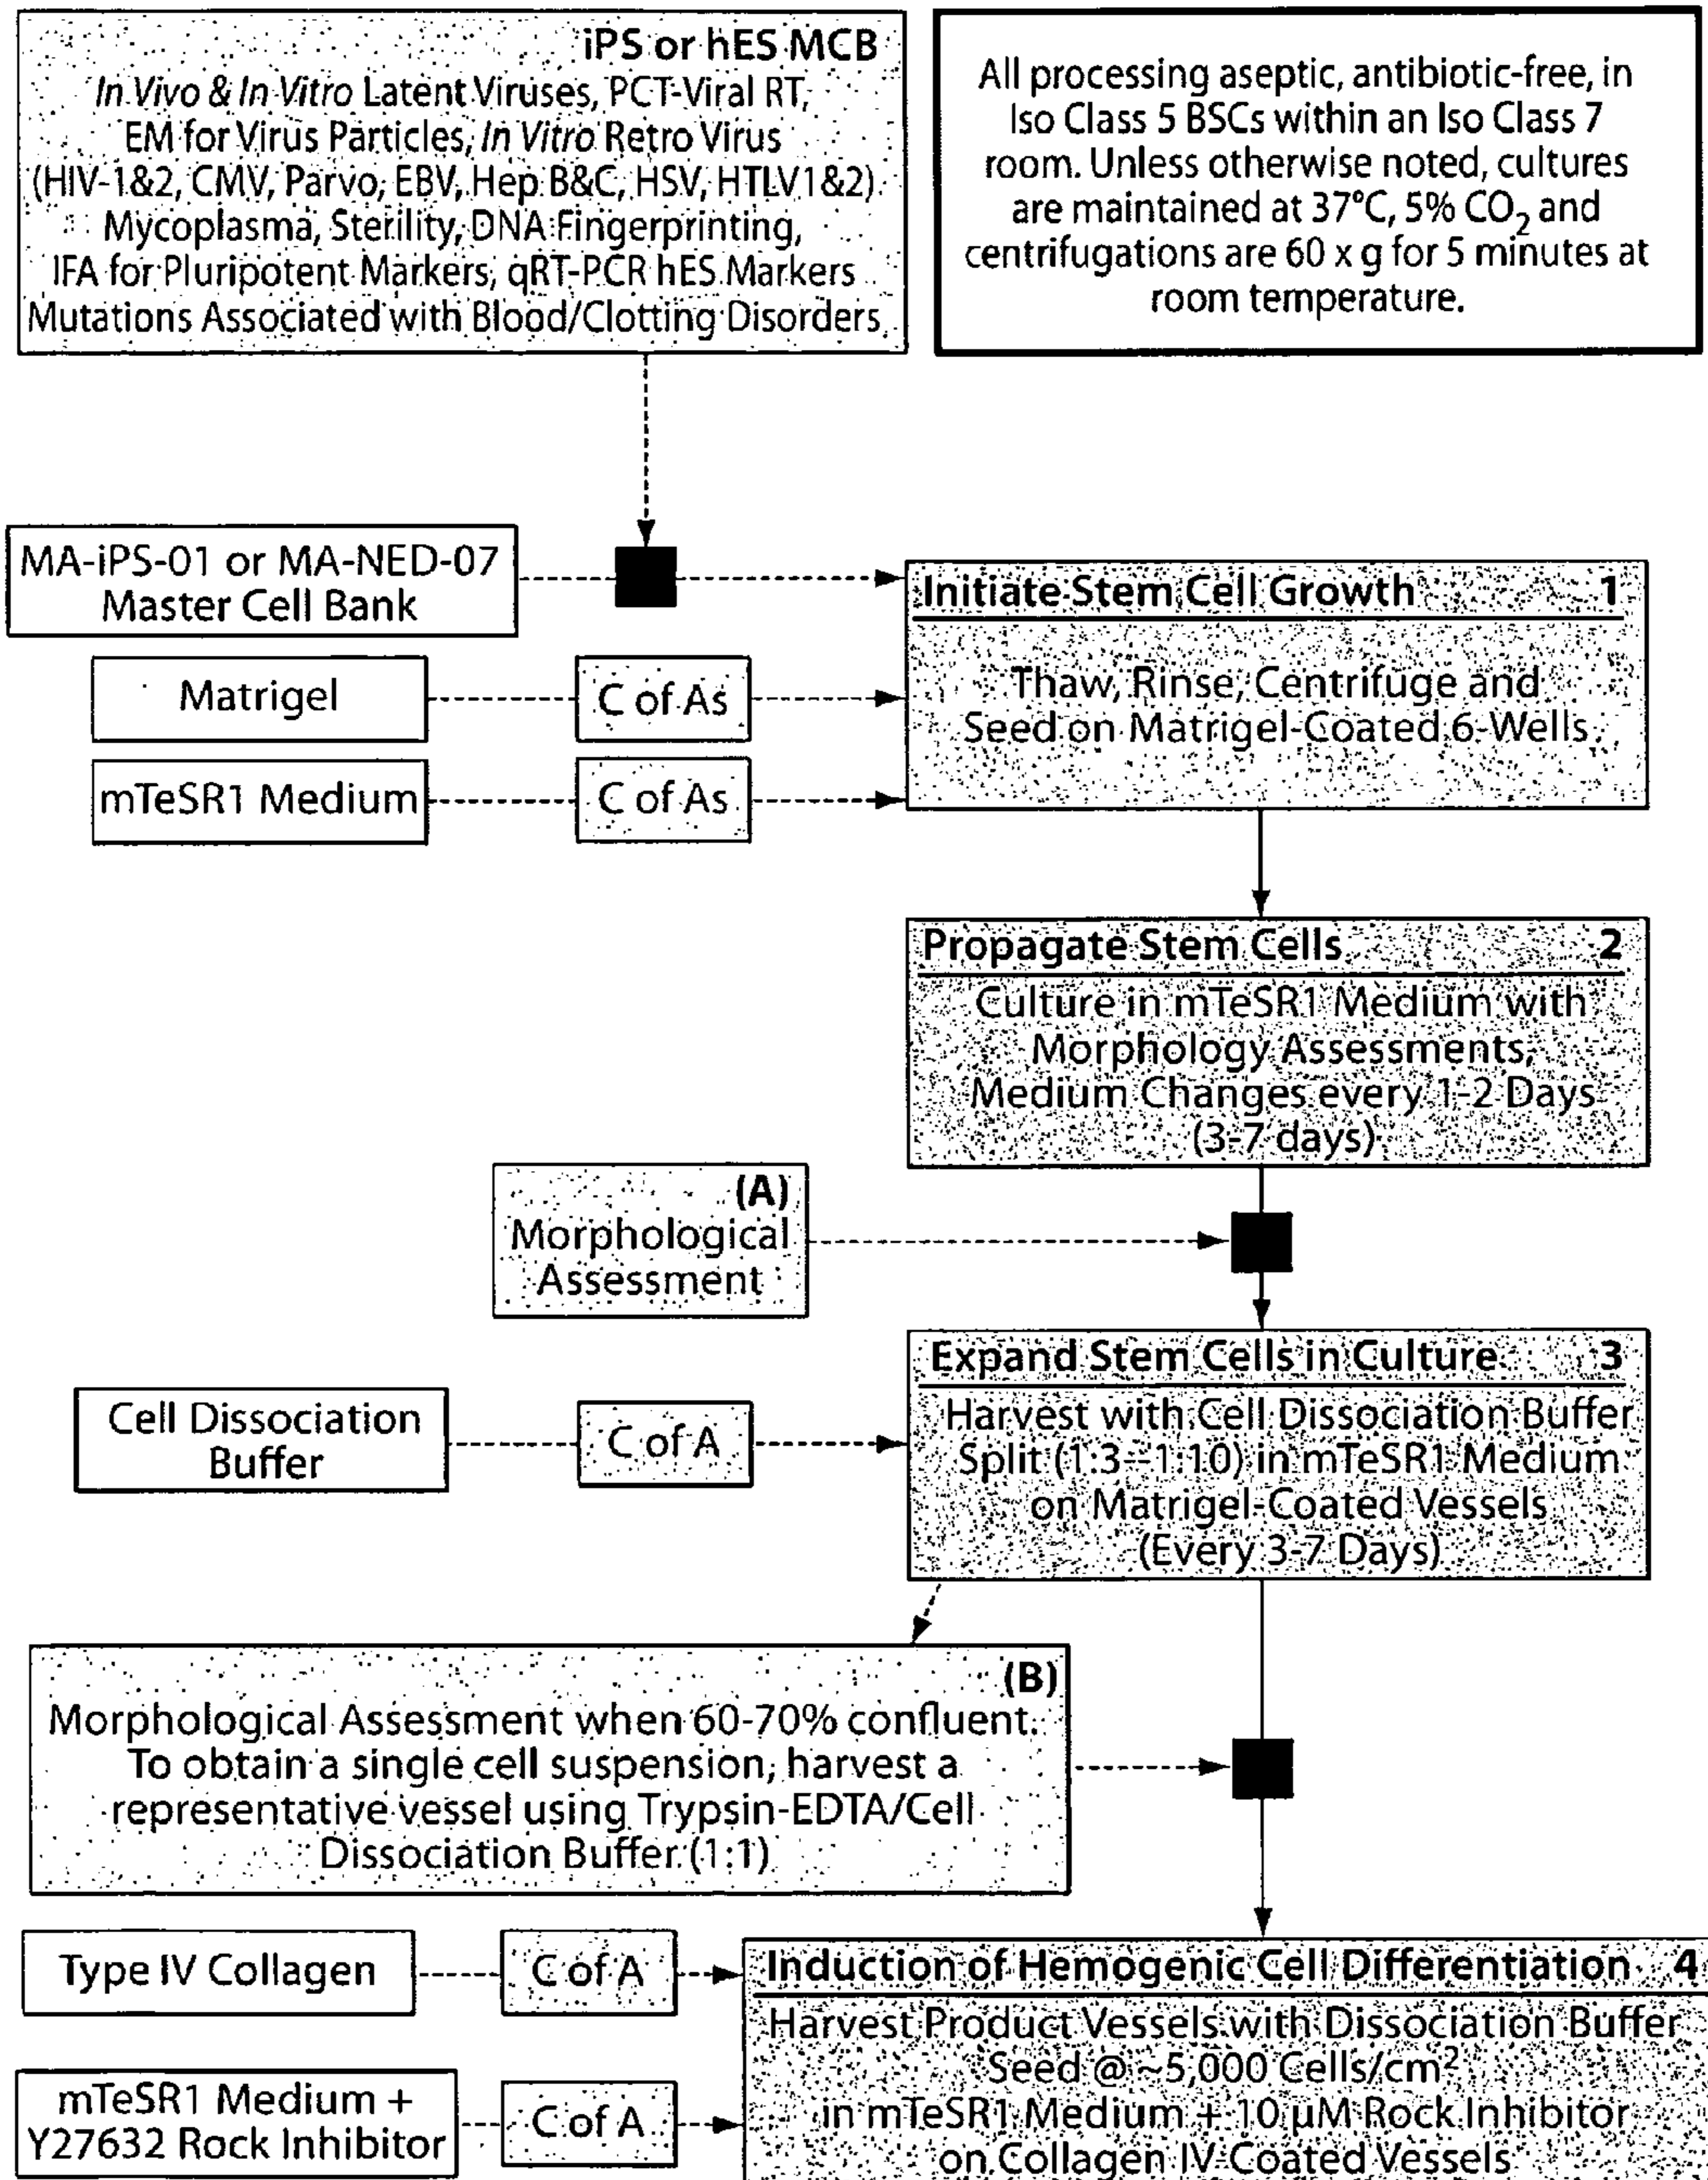 iPS or hES MCB
In Vivo & In Vitro Latent Viruses, PCT-Viral RT,
EM for Virus Particles, In Vitro Retro Virus
(HIV-1&2, CMV, Parvo, EBV, Hep B&C, HSV, HTLV1&2)
Mycoplasma, Sterility, DNA Fingerprinting,
IFA for Pluripotent Markers, qRT-PCR hES Markers
Mutations Associated with Blood/Clotting Disorders
All processing aseptic, antibiotic-free, in
Iso Class 5 BSCs within an Iso Class 7
room. Unless otherwise noted, cultures
are maintained at 37°C, 5% CO₂ and
centrifugations are 60 x g for 5 minutes at
room temperature.
MA-iPS-01 or MA-NED-07
Master Cell Bank
Initiate Stem Cell Growth 1
Thaw, Rinse, Centrifuge and
Seed on Matrigel-Coated 6-Wells
Matrigel
C of As
mTeSR1 Medium
C of As
Propagate Stem Cells 2
Culture in mTeSR1 Medium with
Morphology Assessments,
Medium Changes every 1-2 Days
(3-7 days)
(A)
Morphological
Assessment
Expand Stem Cells in Culture 3
Harvest with Cell Dissociation Buffer
Split (1:3–1:10) in mTeSR1 Medium
on Matrigel-Coated Vessels
(Every 3-7 Days)
Cell Dissociation
Buffer
C of A
(B)
Morphological Assessment when 60-70% confluent.
To obtain a single cell suspension, harvest a
representative vessel using Trypsin-EDTA/Cell
Dissociation Buffer (1:1)
Type IV Collagen
C of A
Induction of Hemogenic Cell Differentiation 4
Harvest Product Vessels with Dissociation Buffer
Seed @ ~5,000 Cells/cm²
in mTeSR1 Medium + 10 µM Rock Inhibitor
on Collagen IV-Coated Vessels
mTeSR1 Medium +
Y27632 Rock Inhibitor
C of A